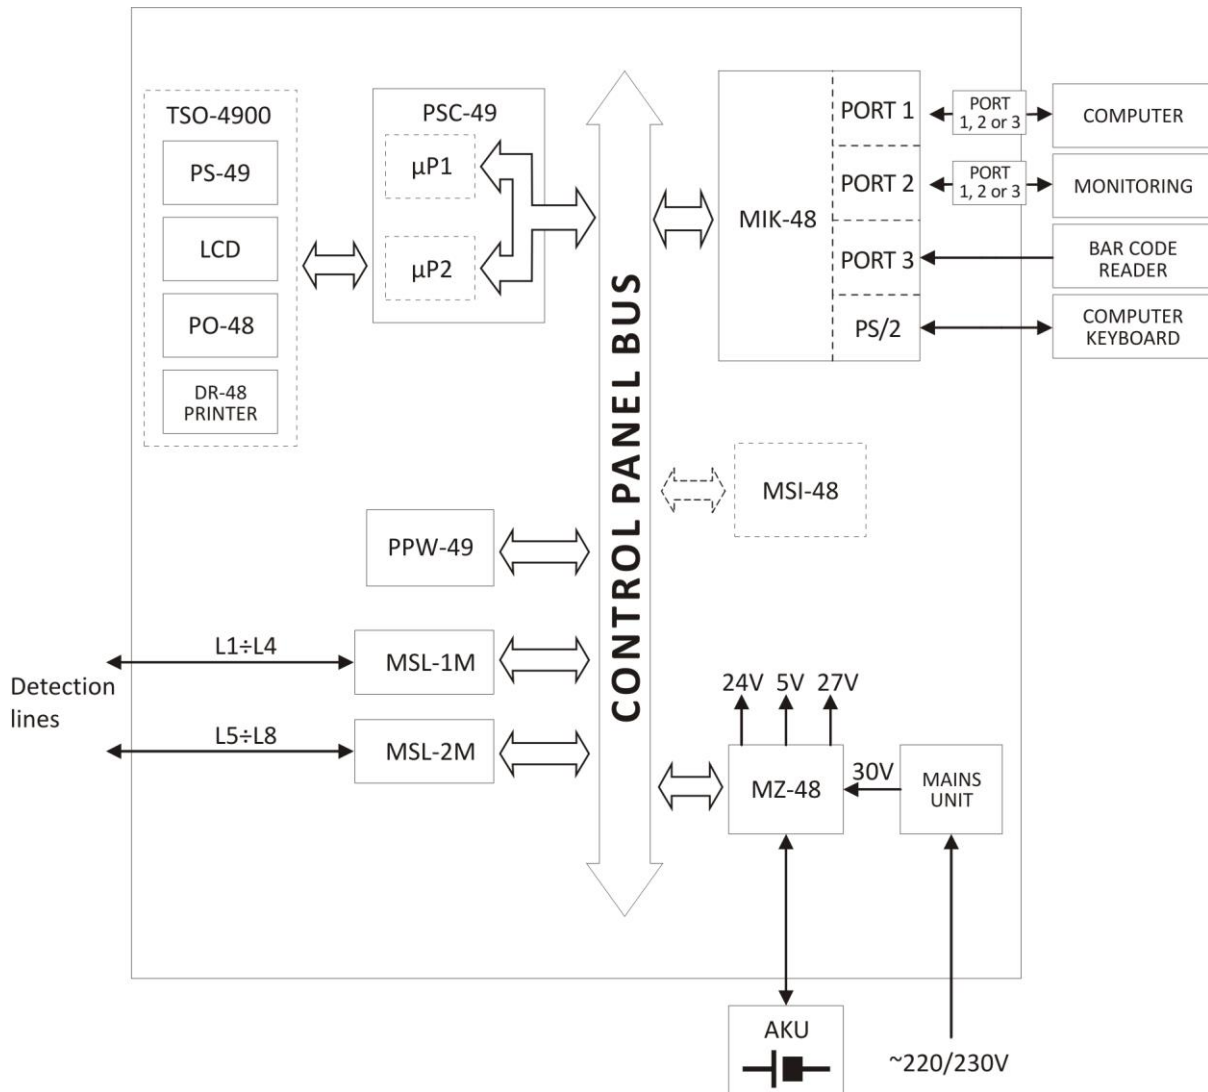 TSO-4900
PS-49
LCD
PO-48
DR-48
PRINTER
PSC-49
µP1
µP2
CONTROL PANEL BUS
MIK-48
PORT 1
PORT 2
PORT 3
PS/2
PORT
1, 2 or 3
COMPUTER
PORT
1, 2 or 3
MONITORING
BAR CODE
READER
COMPUTER
KEYBOARD
MSI-48
PPW-49
Detection
lines
L1÷L4
MSL-1M
L5÷L8
MSL-2M
24V
5V
27V
MZ-48
30V
MAINS
UNIT
AKU
~220/230V